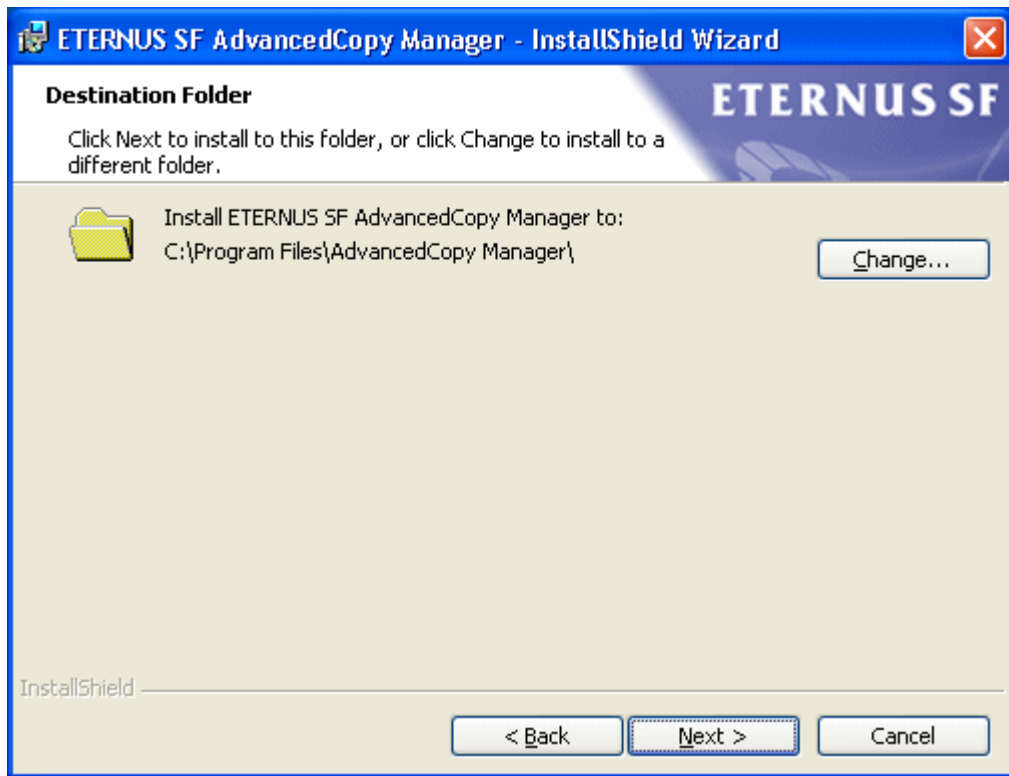 ETERNUS SF AdvancedCopy Manager - InstallShield Wizard
Destination Folder
ETERNUS SF
Click Next to install to this folder, or click Change to install to a
different folder.
Install ETERNUS SF AdvancedCopy Manager to:
C:\Program Files\AdvancedCopy Manager\
Change...
InstallShield
< Back
Next >
Cancel